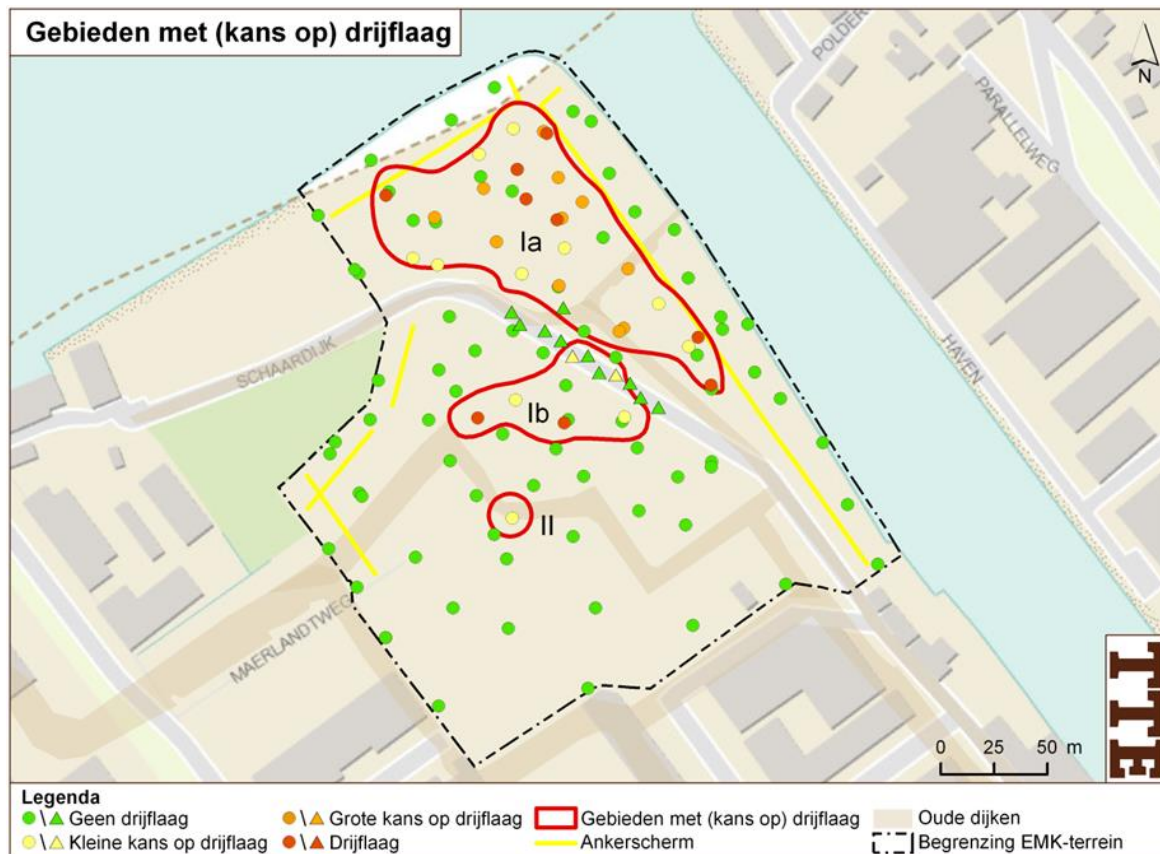 Gebieden met (kans op) drijflaag
N
POLDER
PARALLELWEG
SCHAARDIJK
HAVEN
Ia
Ib
II
MAERLANTWEG
0 25 50 m
TTE
Legenda
\ Geen drijflaag
\ Kleine kans op drijflaag
\ Grote kans op drijflaag
\ Drijflaag
Gebieden met (kans op) drijflaag
Ankerscherm
Oude dijken
Begrenzing EMK-terrein